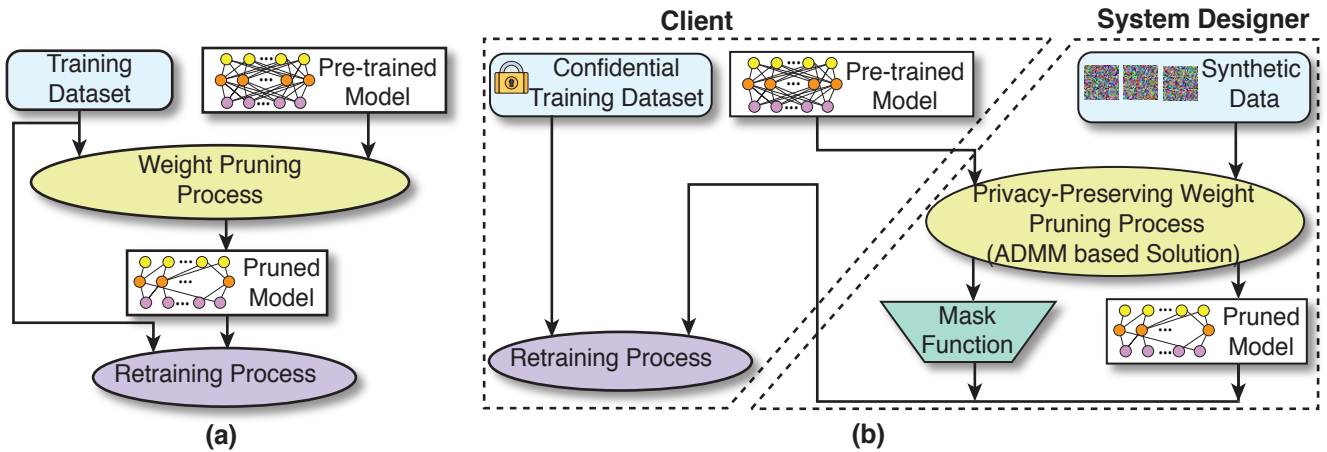 Training
Dataset
Pre-trained
Model
Weight Pruning
Process
Pruned
Model
Retraining Process
(a)
Client
System Designer
Confidential
Training Dataset
Pre-trained
Model
Synthetic
Data
Privacy-Preserving Weight
Pruning Process
(ADMM based Solution)
Mask
Function
Pruned
Model
Retraining Process
(b)